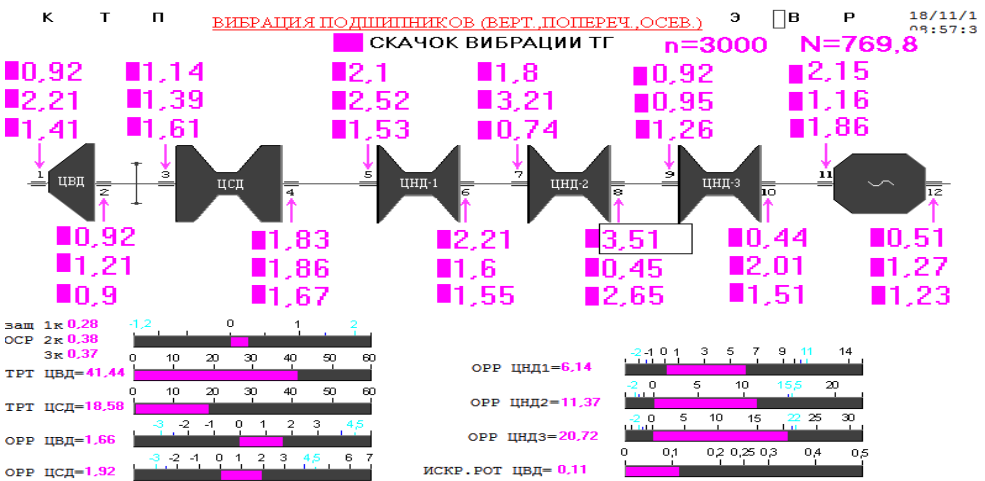 К Т П ВИБРАЦИЯ ПОДШИПНИКОВ (ВЕРТ.,ПОПЕРЕЧ.,ОСЕВ.) Э В Р 18/11/1
08:57:3
СКАЧОК ВИБРАЦИИ ТГ n=3000 N=769,8
0,92 1,14 2,1 1,8 0,92 2,15
2,21 1,39 2,52 3,21 0,95 1,16
1,41 1,61 1,53 0,74 1,26 1,86
1 3 5 7 9 11
ЦВД ЦСД ЦНД-1 ЦНД-2 ЦНД-3
2 4 6 8 10 12
0,92 1,83 2,21 3,51 0,44 0,51
1,21 1,86 1,6 0,45 2,01 1,27
0,9 1,67 1,55 2,65 1,51 1,23
защ 1к 0,28 -1,2 0 1 2
ОСР 2к 0,38
3к 0,37 0 10 20 30 40 50 60
ТРТ ЦВД=41,44
0 10 20 30 40 50 60
ТРТ ЦСД=18,58
-3 -2 -1 0 1 2 3 4,5
ОРР ЦВД=1,66
-3 -2 -1 0 1 2 3 4,5 6 7
ОРР ЦСД=1,92
-2 -1 0 1 3 5 7 9 11 14
ОРР ЦНД1=6,14
-2 0 5 10 15,5 20
ОРР ЦНД2=11,37
-2 0 5 10 15 22 25 30
ОРР ЦНД3=20,72
0 0,1 0,2 0,25 0,3 0,4 0,5
ИСКР.РОТ ЦВД= 0,11